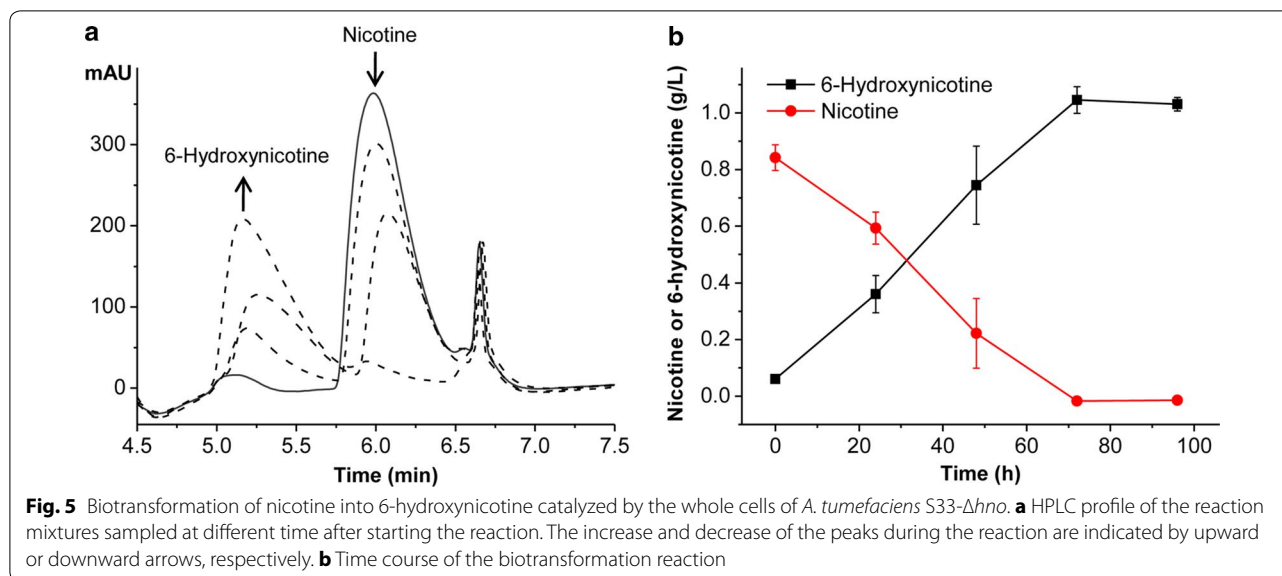 a
mAU
300
200
100
0
6-Hydroxynicotine
Nicotine
4.5 5.0 5.5 6.0 6.5 7.0 7.5
Time (min)
b
Nicotine or 6-hydroxynicotine (g/L)
1.0
0.8
0.6
0.4
0.2
0.0
6-Hydroxynicotine
Nicotine
0 20 40 60 80 100
Time (h)
Fig. 5 Biotransformation of nicotine into 6-hydroxynicotine catalyzed by the whole cells of A. tumefaciens S33-Δhno. a HPLC profile of the reaction
mixtures sampled at different time after starting the reaction. The increase and decrease of the peaks during the reaction are indicated by upward
or downward arrows, respectively. b Time course of the biotransformation reaction